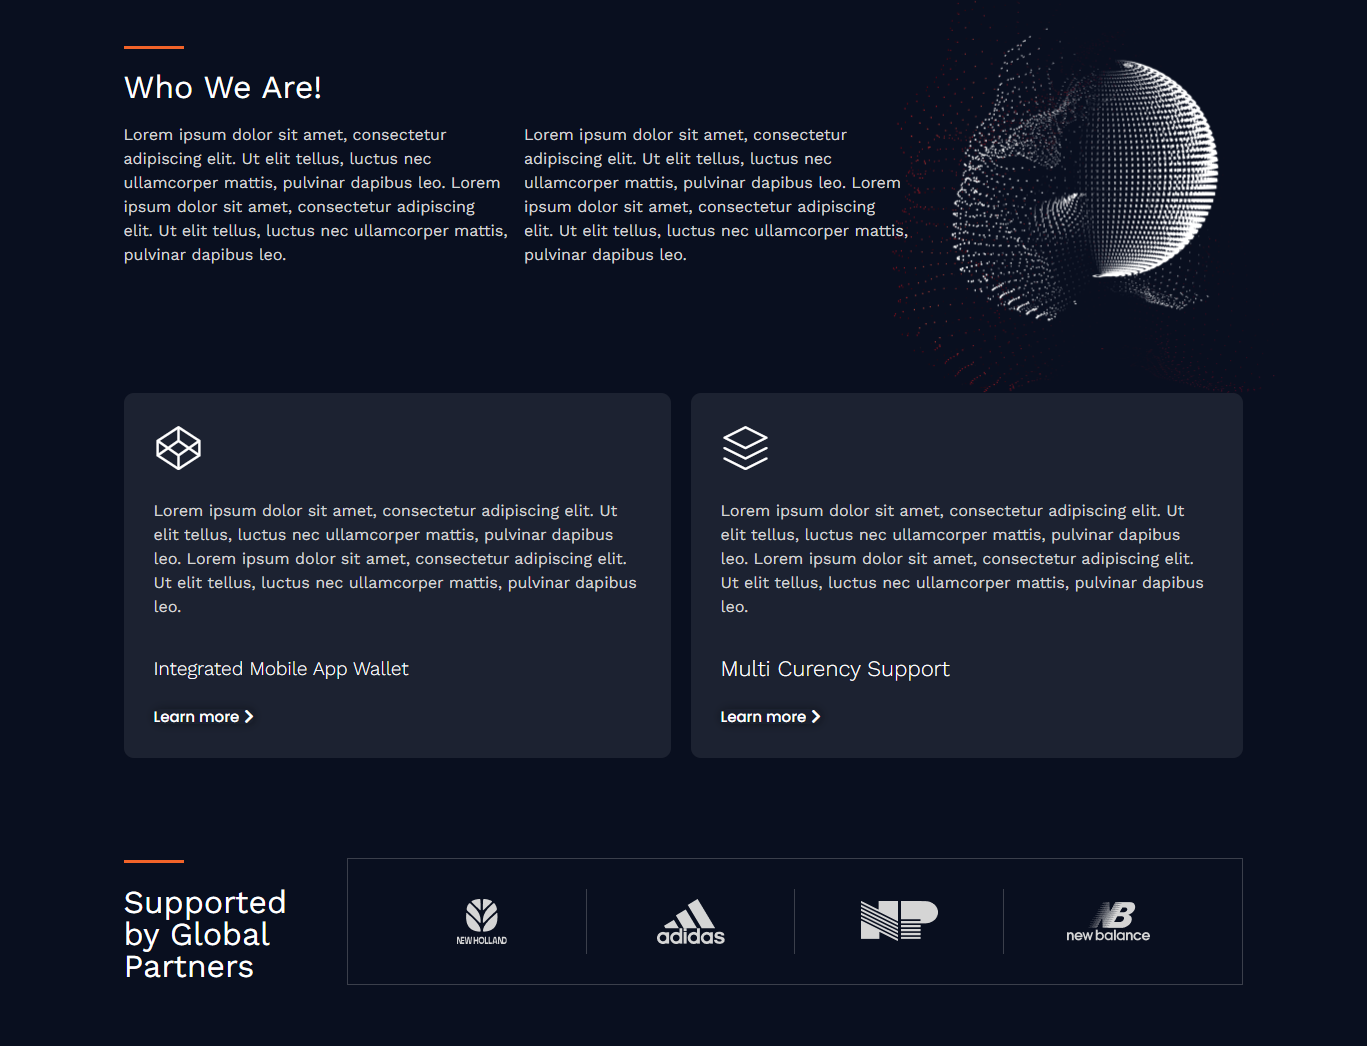 Who We Are!
Lorem ipsum dolor sit amet, consectetur
adipiscing elit. Ut elit tellus, luctus nec
ullamcorper mattis, pulvinar dapibus leo. Lorem
ipsum dolor sit amet, consectetur adipiscing
elit. Ut elit tellus, luctus nec ullamcorper mattis,
pulvinar dapibus leo.
Lorem ipsum dolor sit amet, consectetur
adipiscing elit. Ut elit tellus, luctus nec
ullamcorper mattis, pulvinar dapibus leo. Lorem
ipsum dolor sit amet, consectetur adipiscing
elit. Ut elit tellus, luctus nec ullamcorper mattis,
pulvinar dapibus leo.
Lorem ipsum dolor sit amet, consectetur adipiscing elit. Ut
elit tellus, luctus nec ullamcorper mattis, pulvinar dapibus
leo. Lorem ipsum dolor sit amet, consectetur adipiscing elit.
Ut elit tellus, luctus nec ullamcorper mattis, pulvinar dapibus
leo.
Integrated Mobile App Wallet
Learn more
Lorem ipsum dolor sit amet, consectetur adipiscing elit. Ut
elit tellus, luctus nec ullamcorper mattis, pulvinar dapibus
leo. Lorem ipsum dolor sit amet, consectetur adipiscing elit.
Ut elit tellus, luctus nec ullamcorper mattis, pulvinar dapibus
leo.
Multi Curency Support
Learn more
Supported
by Global
Partners
NEW HOLLAND
adidas
NP
NB
new balance